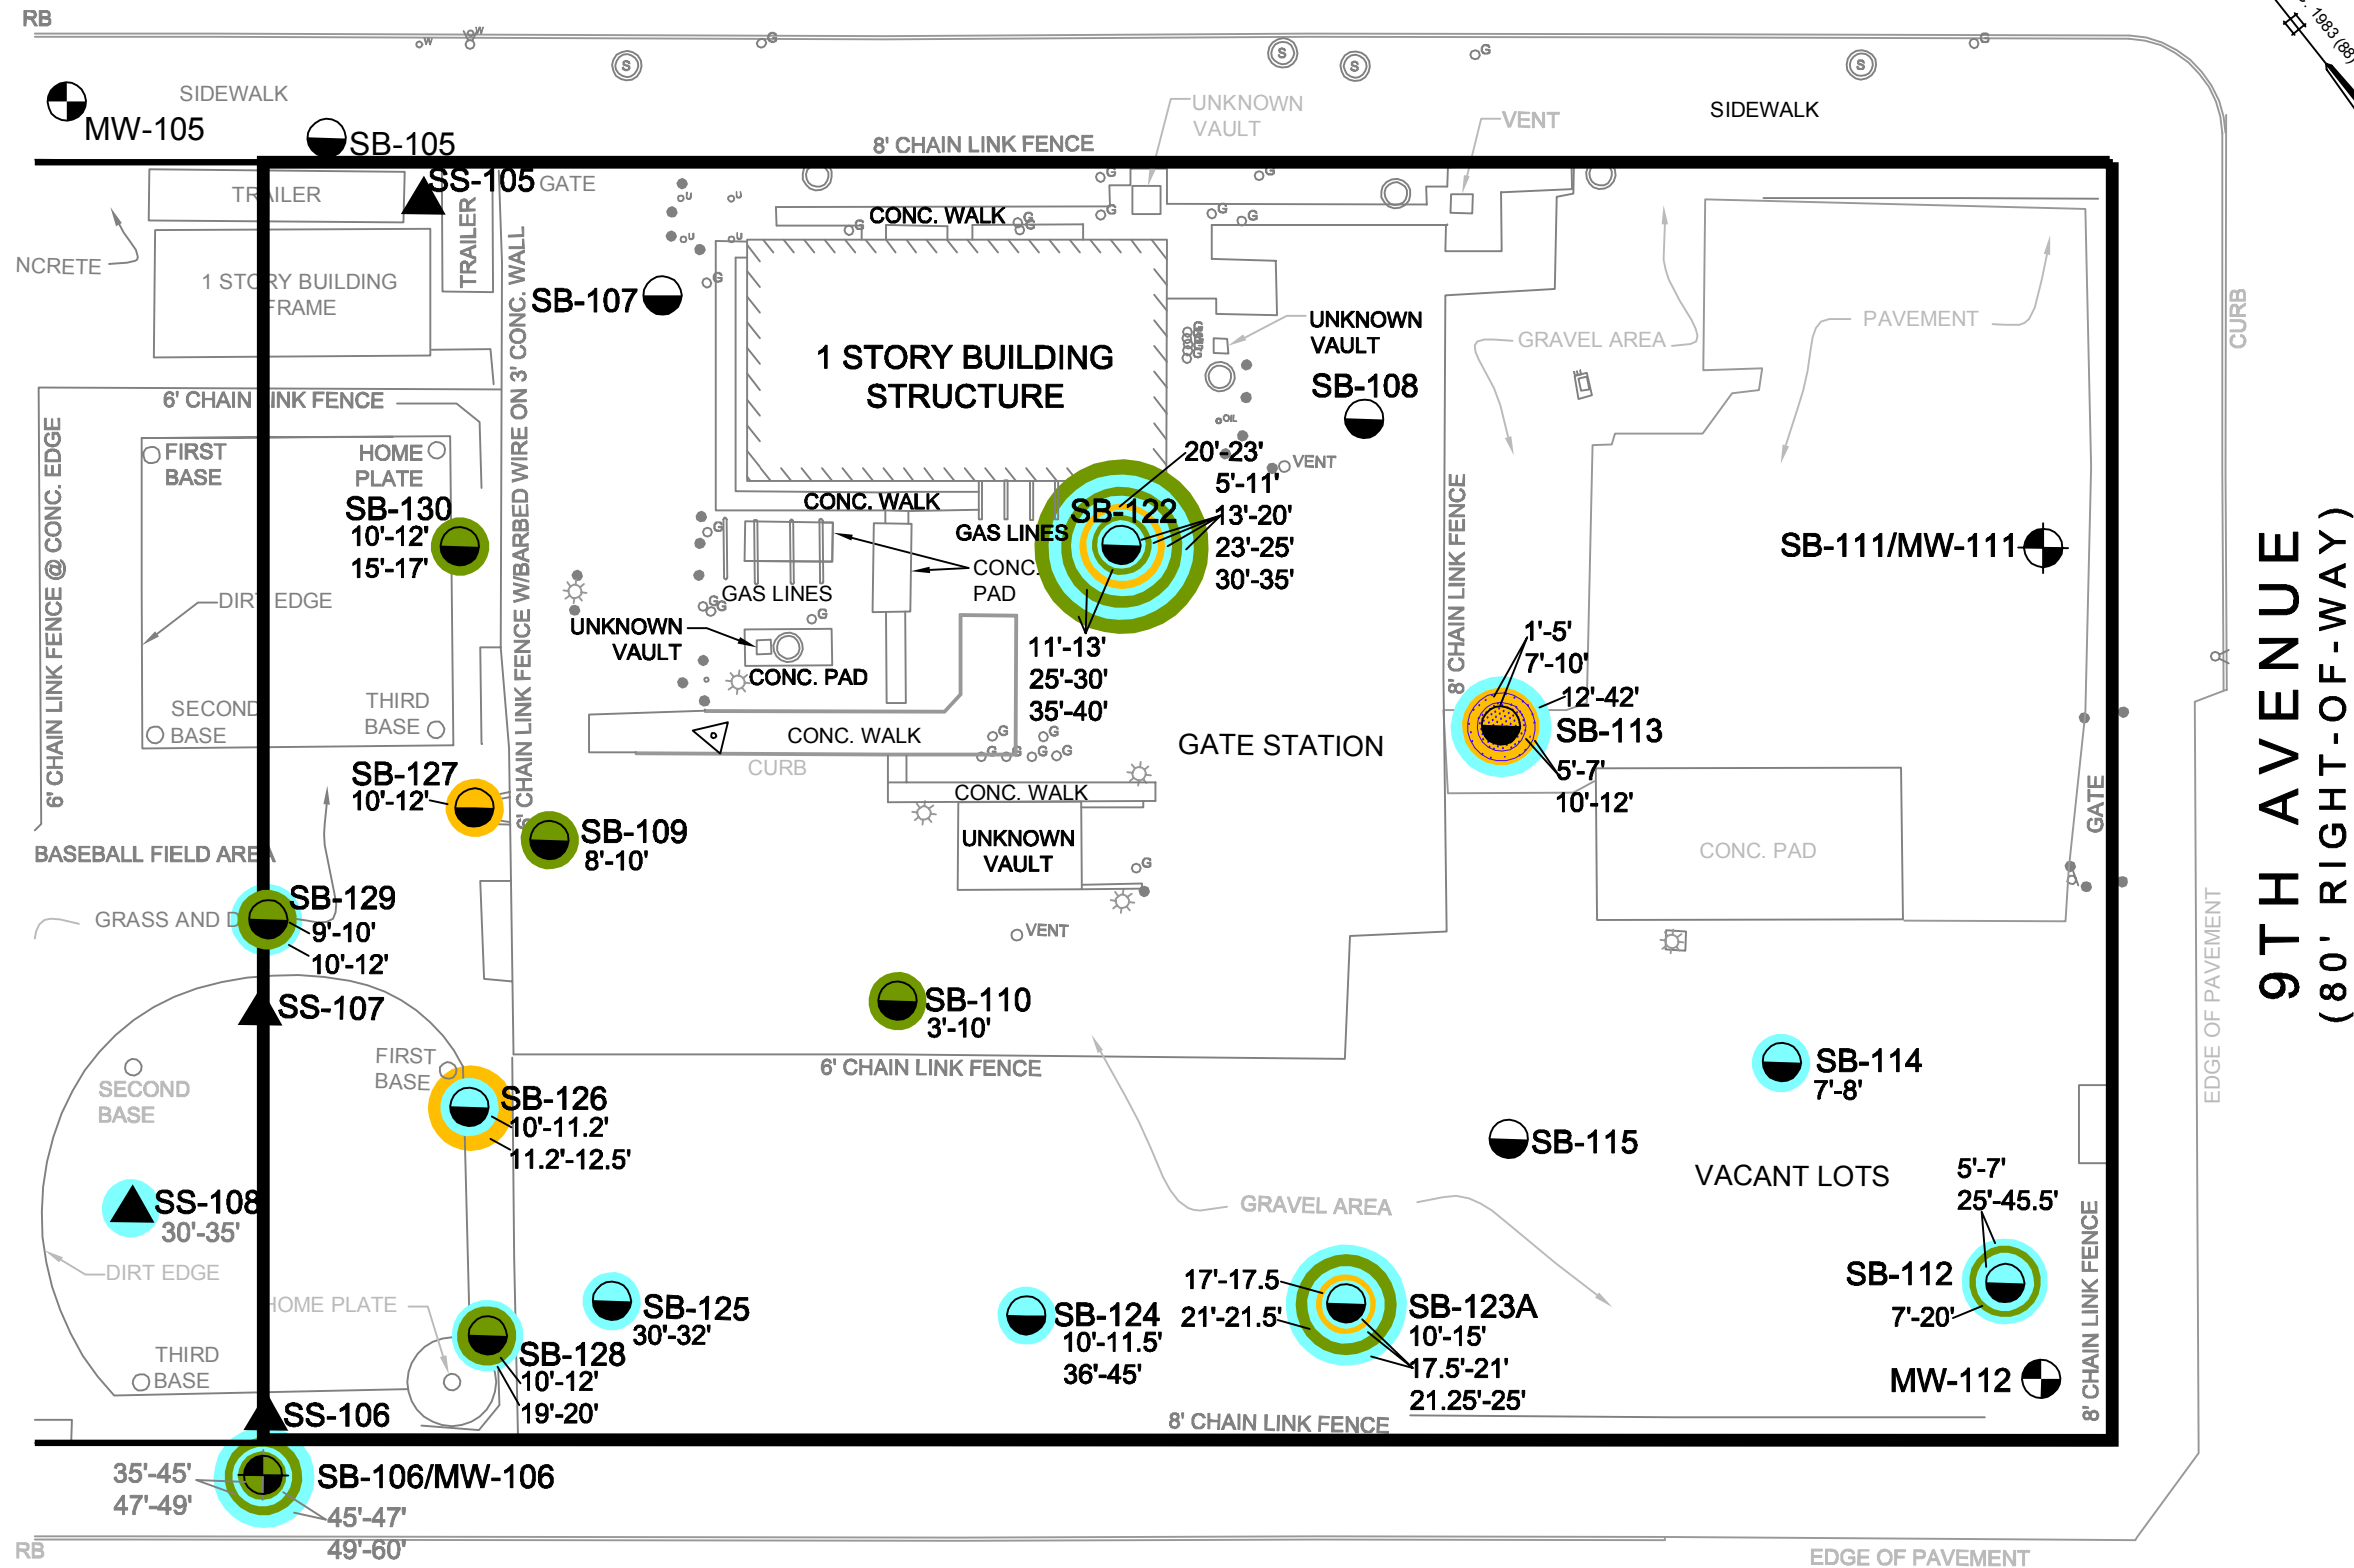 RB
W
W
G
S
S
S
G
S
G
. 1983 (88)
MW-105
SIDEWALK
SB-105
8' CHAIN LINK FENCE
UNKNOWN
VAULT
VENT
SIDEWALK
TRAILER
SS-105
GATE
TRAILER
CONC. WALK
NCRETE
1 STORY BUILDING
FRAME
SB-107
1 STORY BUILDING
STRUCTURE
UNKNOWN
VAULT
SB-108
OIL
VENT
GRAVEL AREA
PAVEMENT
CURB
6' CHAIN LINK FENCE
6' CHAIN LINK FENCE @ CONC. EDGE
6' CHAIN LINK FENCE W/BARBED WIRE ON 3' CONC. WALL
FIRST
BASE
HOME
PLATE
SB-130
10'-12'
15'-17'
DIRT EDGE
SECOND
BASE
THIRD
BASE
CONC. WALK
GAS LINES
CONC.
PAD
GAS LINES
UNKNOWN
VAULT
CONC. PAD
CONC. WALK
CURB
20'-23'
5'-11'
SB-122
13'-20'
23'-25'
30'-35'
11'-13'
25'-30'
35'-40'
8' CHAIN LINK FENCE
SB-111/MW-111
1'-5'
7'-10'
12'-42'
SB-113
5'-7'
10'-12'
GATE STATION
9TH AVENUE
(80' RIGHT-OF-WAY)
SB-127
10'-12'
SB-109
8'-10'
CONC. WALK
UNKNOWN
VAULT
VENT
CONC. PAD
GATE
BASEBALL FIELD AREA
SB-129
9'-10'
10'-12'
GRASS AND D
SS-107
SB-110
3'-10'
6' CHAIN LINK FENCE
EDGE OF PAVEMENT
FIRST
BASE
SECOND
BASE
SB-126
10'-11.2'
11.2'-12.5'
SB-114
7'-8'
SB-115
VACANT LOTS
SS-108
30'-35'
GRAVEL AREA
5'-7'
25'-45.5'
SB-112
7'-20'
DIRT EDGE
HOME PLATE
SB-125
30'-32'
SB-124
10'-11.5'
36'-45'
17'-17.5
21'-21.5'
SB-123A
10'-15'
17.5'-21'
21.25'-25'
8' CHAIN LINK FENCE
MW-112
THIRD
BASE
SB-128
10'-12'
19'-20'
SS-106
8' CHAIN LINK FENCE
35'-45'
47'-49'
SB-106/MW-106
45'-47'
49'-60'
RB
EDGE OF PAVEMENT